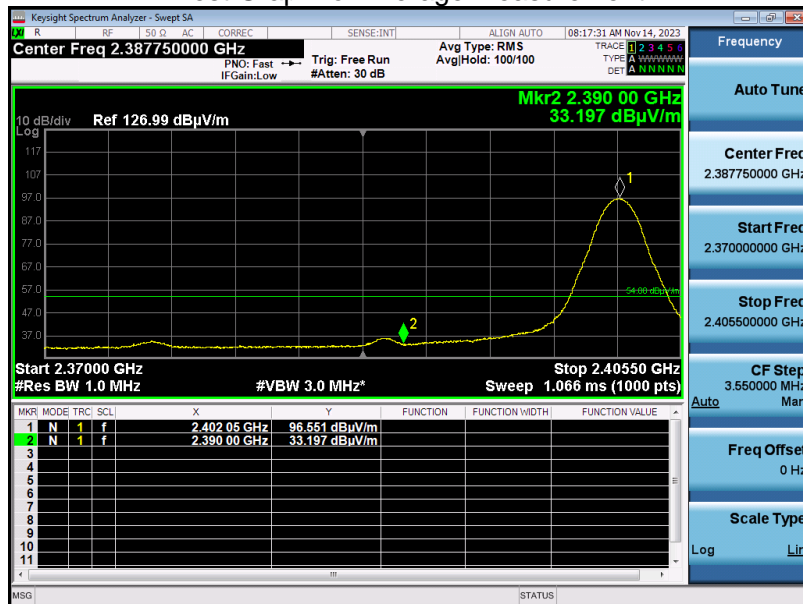 Keysight Spectrum Analyzer - Swept SA
LXI R RF 50 Ω AC CORREC SENSE:INT ALIGN AUTO 08:17:31 AM Nov 14, 2023
Center Freq 2.387750000 GHz
PNO: Fast
IFGain:Low
Trig: Free Run
#Atten: 30 dB
Avg Type: RMS
Avg|Hold: 100/100
TRACE 1 2 3 4 5 6
TYPE A WWWWW
DET A N N N N N
Mkr2 2.390 00 GHz
33.197 dBµV/m
10 dB/div Ref 126.99 dBµV/m
Log
117
107
97.0
87.0
77.0
67.0
57.0
47.0
37.0
1
54.00 dBµV/m
2
Start 2.37000 GHz Stop 2.40550 GHz
#Res BW 1.0 MHz #VBW 3.0 MHz* Sweep 1.066 ms (1000 pts)
MKR MODE TRC SCL X Y FUNCTION FUNCTION WIDTH FUNCTION VALUE
1 N 1 f 2.402 05 GHz 96.551 dBµV/m
2 N 1 f 2.390 00 GHz 33.197 dBµV/m
3
4
5
6
7
8
9
10
11
MSG STATUS
Frequency
Auto Tune
Center Freq
2.387750000 GHz
Start Freq
2.370000000 GHz
Stop Freq
2.405500000 GHz
CF Step
3.550000 MHz
Auto Man
Freq Offset
0 Hz
Scale Type
Log Lin